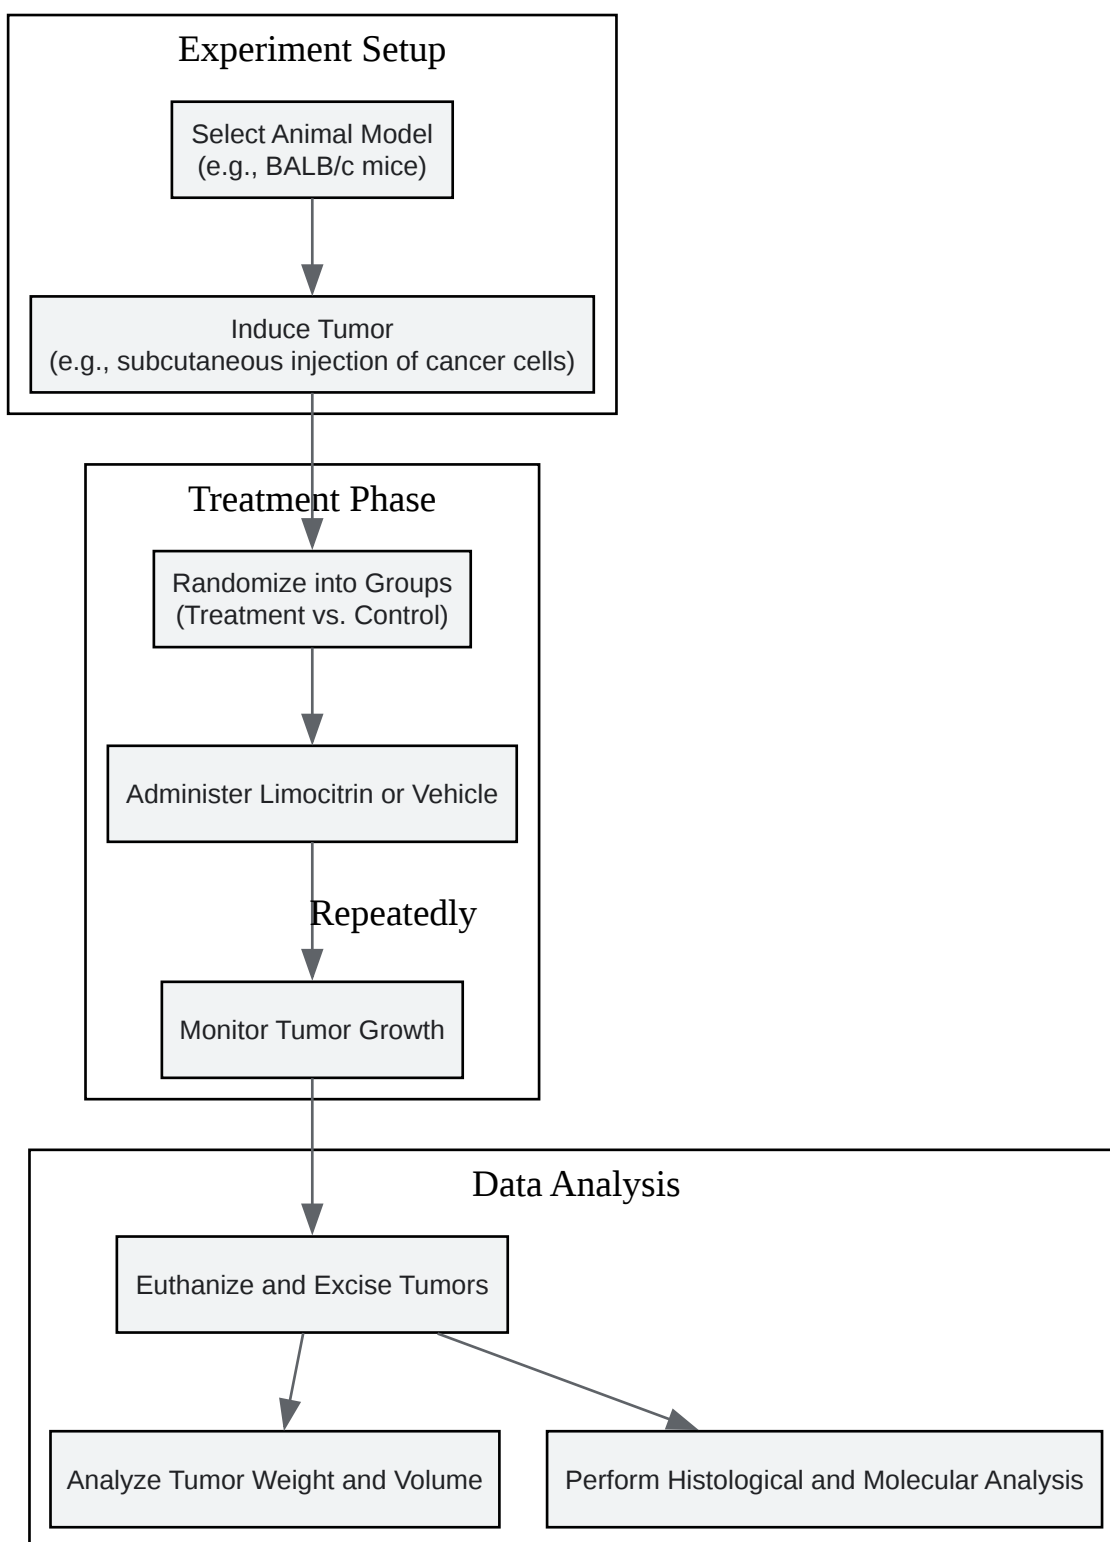 Experiment Setup
Select Animal Model
(e.g., BALB/c mice)
Induce Tumor
(e.g., subcutaneous injection of cancer cells)
Treatment Phase
Randomize into Groups
(Treatment vs. Control)
Administer Limocitrin or Vehicle
Repeatedly
Monitor Tumor Growth
Data Analysis
Euthanize and Excise Tumors
Analyze Tumor Weight and Volume
Perform Histological and Molecular Analysis